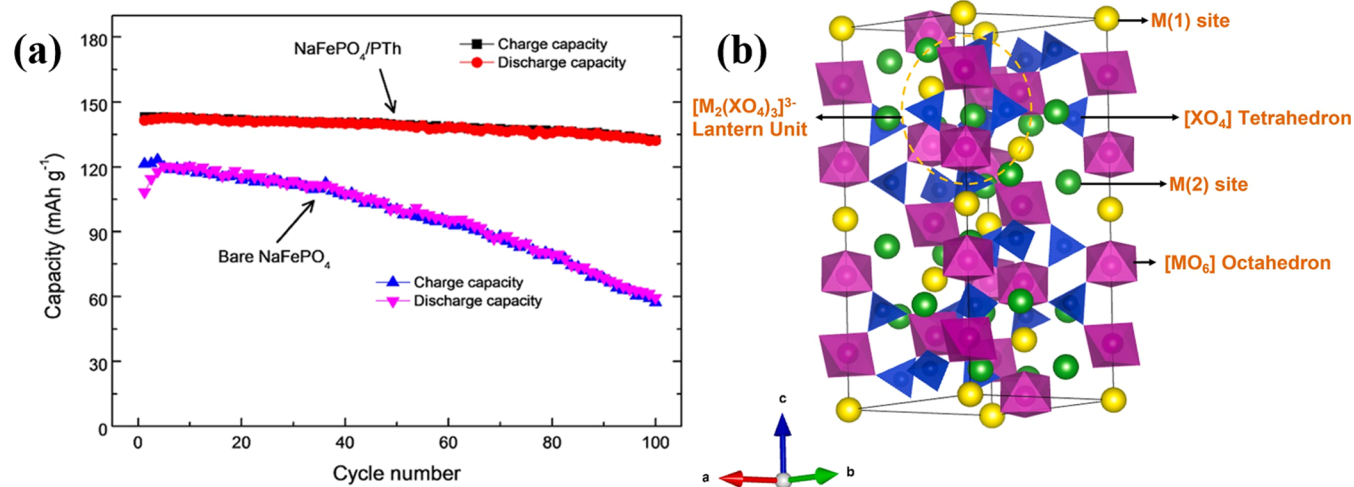 (a)
180
150
120
90
60
30
0
0
20
40
60
80
100
Capacity (mAh g⁻¹)
Cycle number
NaFePO₄/PTh
Charge capacity
Discharge capacity
Bare NaFePO₄
Charge capacity
Discharge capacity
(b)
M(1) site
[M₂(XO₄)₃]³⁻
Lantern Unit
[XO₄] Tetrahedron
M(2) site
[MO₆] Octahedron
c
a
b